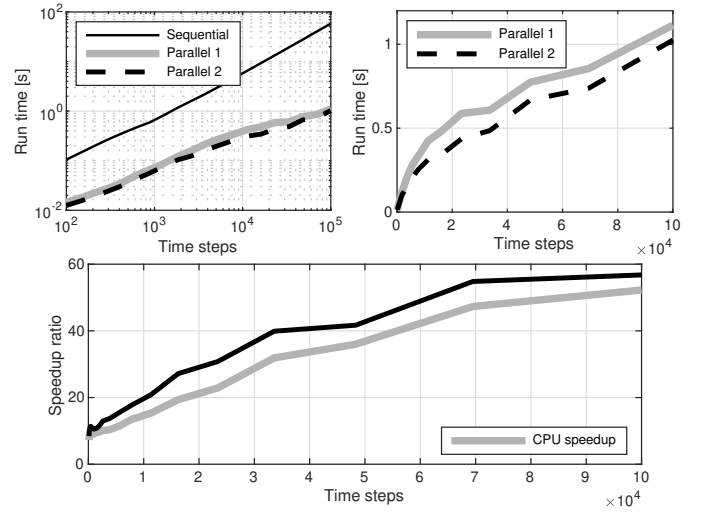 10^2
10^0
10^-2
Run time [s]
Sequential
Parallel 1
Parallel 2
10^2 10^3 10^4 10^5
Time steps
1
0.5
0
Run time [s]
Parallel 1
Parallel 2
0 2 4 6 8 10
Time steps
× 10^4
60
40
20
0
Speedup ratio
CPU speedup
0 1 2 3 4 5 6 7 8 9 10
Time steps
× 10^4